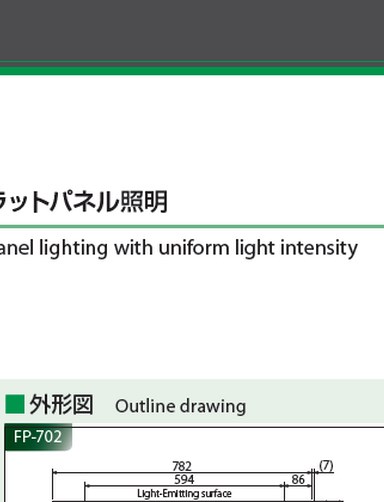 ラットパネル照明
anel lighting with uniform light intensity
外形図 Outline drawing
FP-702
782 (7)
594 86
Light-Emitting surface